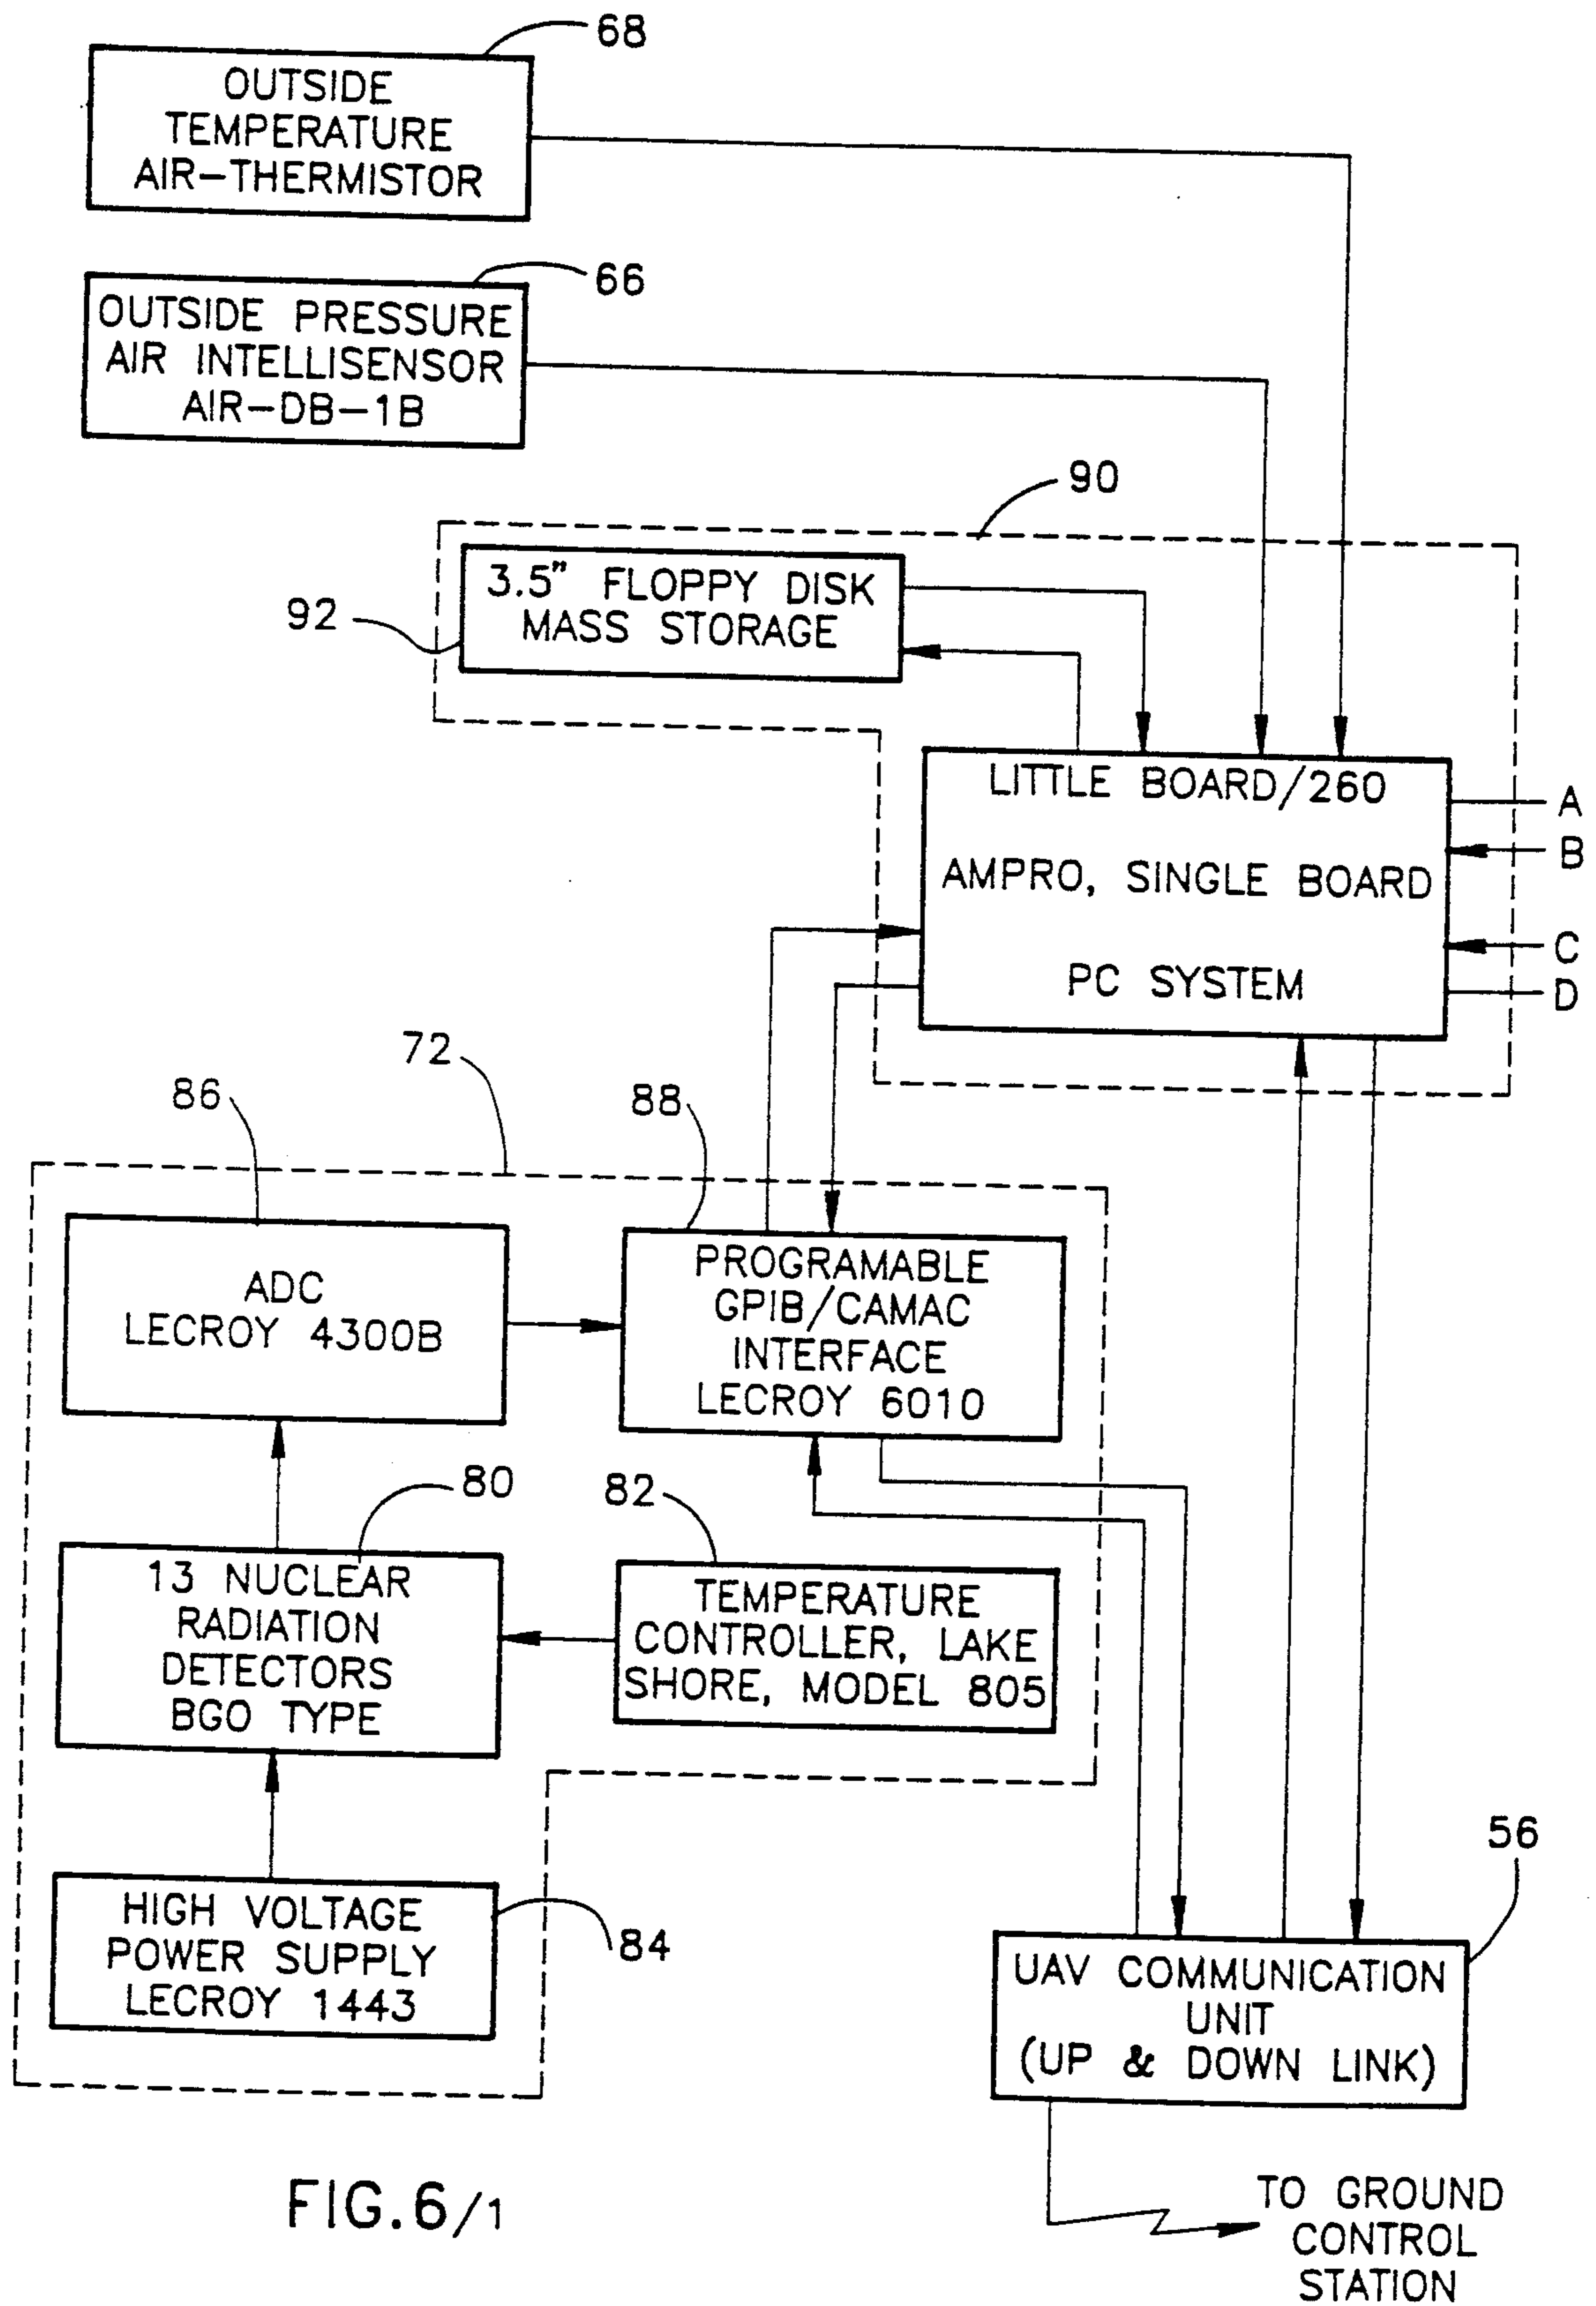 68
OUTSIDE
TEMPERATURE
AIR-THERMISTOR
66
OUTSIDE PRESSURE
AIR INTELLISENSOR
AIR-DB-1B
90
3.5" FLOPPY DISK
MASS STORAGE
92
LITTLE BOARD/260
AMPRO, SINGLE BOARD
PC SYSTEM
A
B
C
D
72
86
88
ADC
LECROY 4300B
PROGRAMABLE
GPIB/CAMAC
INTERFACE
LECROY 6010
80
82
13 NUCLEAR
RADIATION
DETECTORS
BGO TYPE
TEMPERATURE
CONTROLLER, LAKE
SHORE, MODEL 805
56
HIGH VOLTAGE
POWER SUPPLY
LECROY 1443
84
UAV COMMUNICATION
UNIT
(UP & DOWN LINK)
TO GROUND
CONTROL
STATION
FIG.6/1